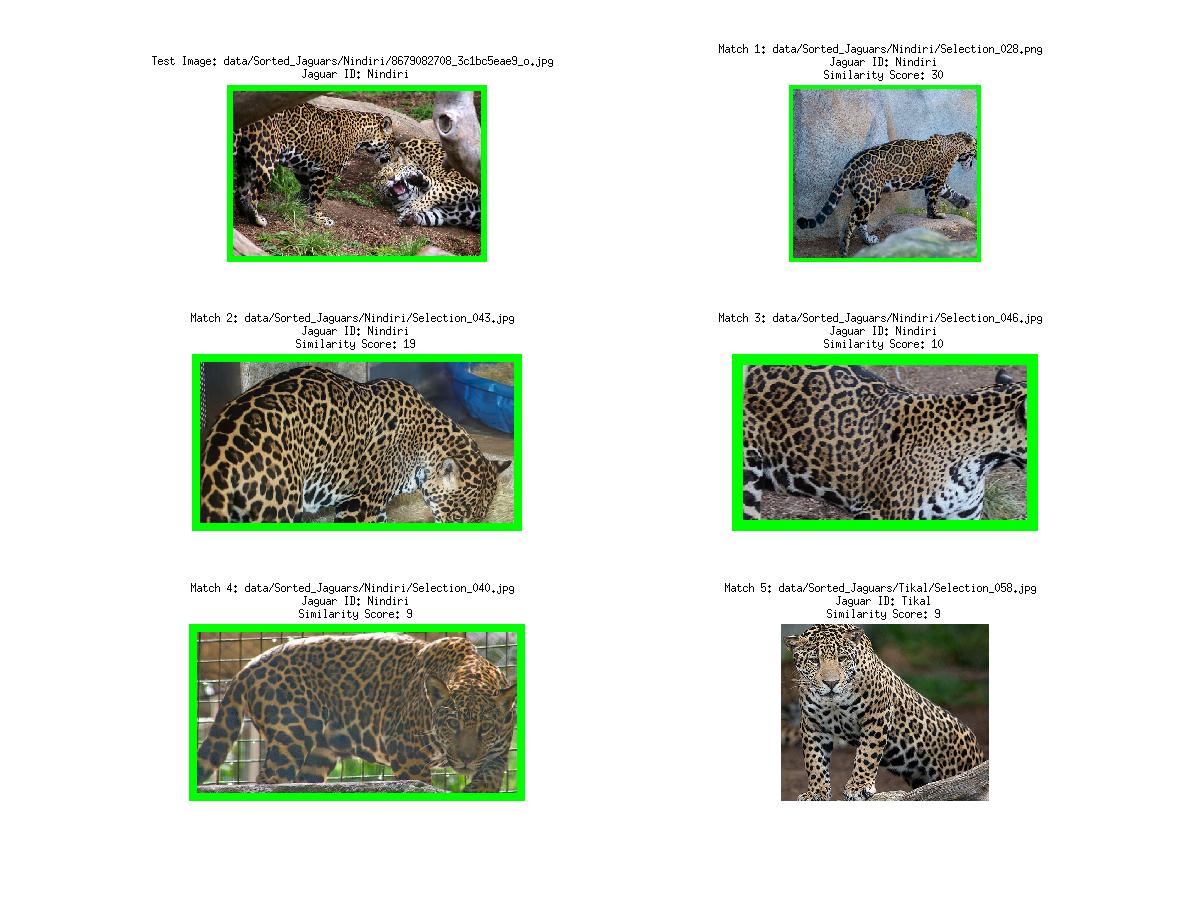 Test Image: data/Sorted_Jaguars/Nindiri/8679082708_3c1bc5eae9_o.jpg
Jaguar ID: Nindiri
Match 1: data/Sorted_Jaguars/Nindiri/Selection_028.png
Jaguar ID: Nindiri
Similarity Score: 30
Match 2: data/Sorted_Jaguars/Nindiri/Selection_043.jpg
Jaguar ID: Nindiri
Similarity Score: 19
Match 3: data/Sorted_Jaguars/Nindiri/Selection_046.jpg
Jaguar ID: Nindiri
Similarity Score: 10
Match 4: data/Sorted_Jaguars/Nindiri/Selection_040.jpg
Jaguar ID: Nindiri
Similarity Score: 9
Match 5: data/Sorted_Jaguars/Tikal/Selection_058.jpg
Jaguar ID: Tikal
Similarity Score: 9